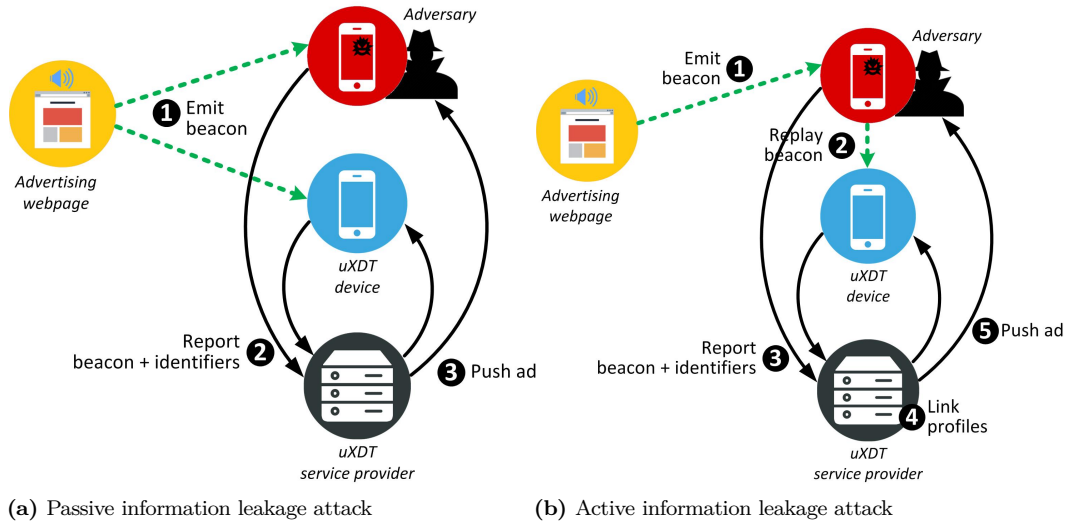 Adversary
1 Emit
beacon
Advertising
webpage
uXDT
device
Report
beacon + identifiers
2
3 Push ad
uXDT
service provider
(a) Passive information leakage attack
Adversary
Emit
beacon
1
Advertising
webpage
Replay
beacon
2
uXDT
device
Report
beacon + identifiers
3
5 Push ad
4 Link
profiles
uXDT
service provider
(b) Active information leakage attack